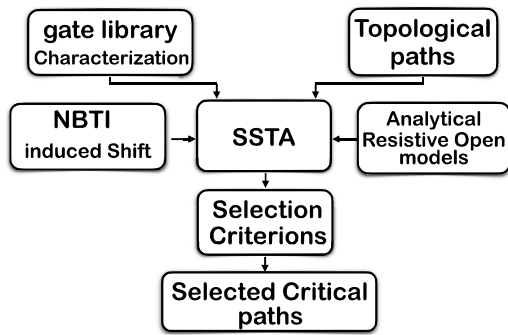 gate library
Characterization
Topological
paths
NBTI
induced Shift
SSTA
Analytical
Resistive Open
models
Selection
Criterions
Selected Critical
paths